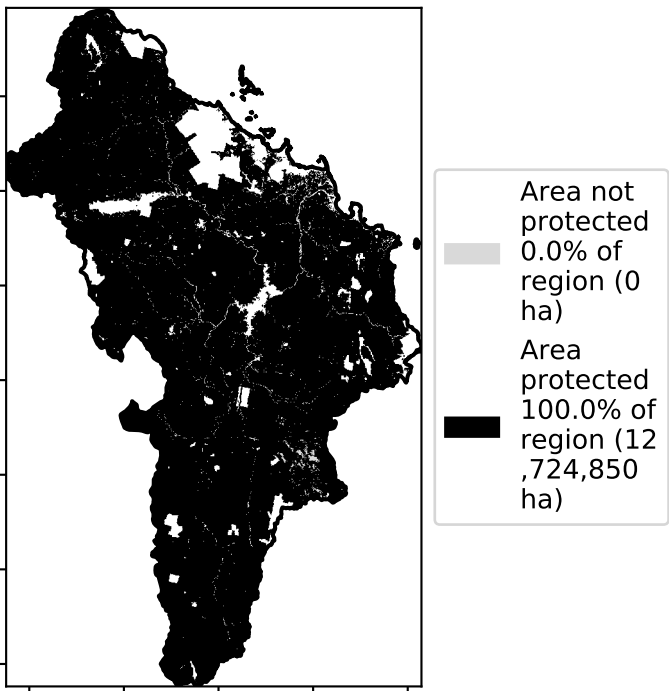 Area not
protected
0.0% of
region (0
ha)
Area
protected
100.0% of
region (12
,724,850
ha)